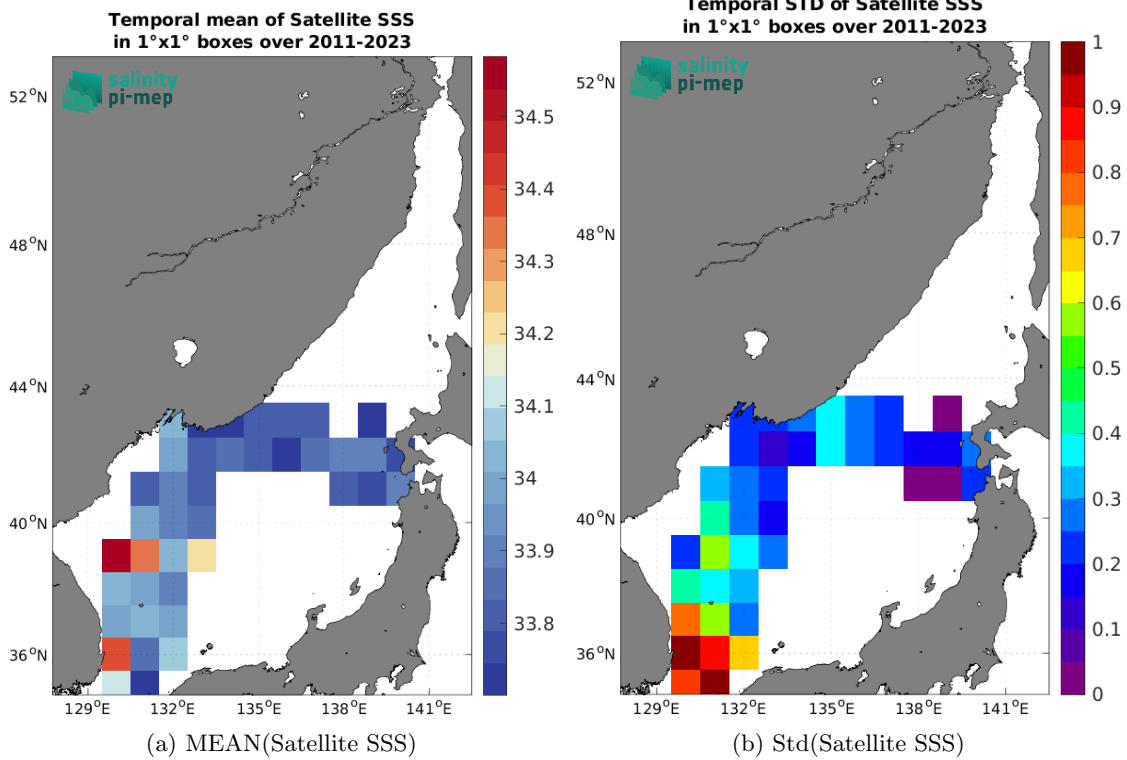 Temporal mean of Satellite SSS
in 1°x1° boxes over 2011-2023
salinity
pi-mep
52°N
48°N
44°N
40°N
36°N
129°E 132°E 135°E 138°E 141°E
34.5
34.4
34.3
34.2
34.1
34
33.9
33.8
(a) MEAN(Satellite SSS)
Temporal STD of Satellite SSS
in 1°x1° boxes over 2011-2023
salinity
pi-mep
52°N
48°N
44°N
40°N
36°N
129°E 132°E 135°E 138°E 141°E
1
0.9
0.8
0.7
0.6
0.5
0.4
0.3
0.2
0.1
0
(b) Std(Satellite SSS)